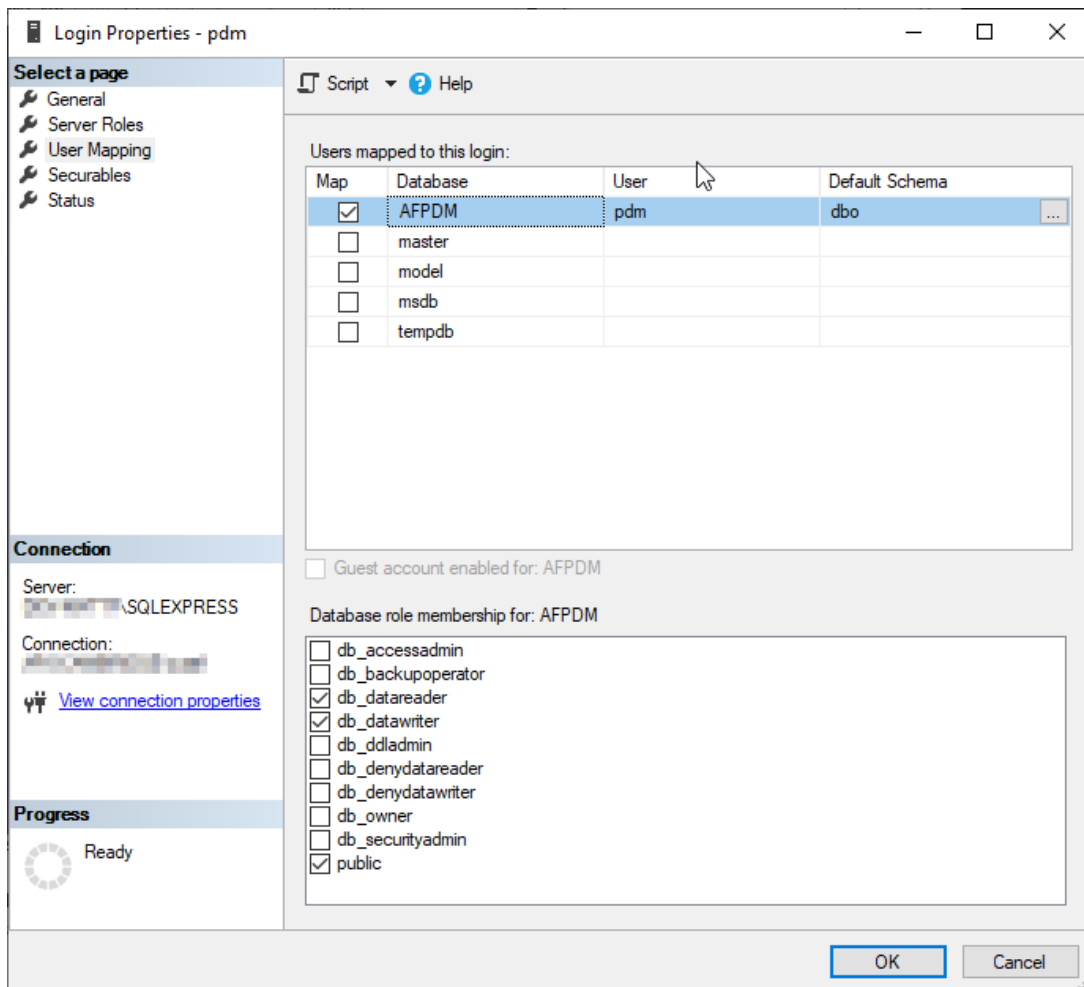 Login Properties - pdm
Select a page
General
Server Roles
User Mapping
Securables
Status
Script Help
Users mapped to this login:
Map Database User Default Schema
AFPDM pdm dbo ...
master
model
msdb
tempdb
Guest account enabled for: AFPDM
Database role membership for: AFPDM
db_accessadmin
db_backupoperator
db_datareader
db_datawriter
db_ddladmin
db_denydatareader
db_denydatawriter
db_owner
db_securityadmin
public
Connection
Server:
\SQLEXPRESS
Connection:
View connection properties
Progress
Ready
OK Cancel